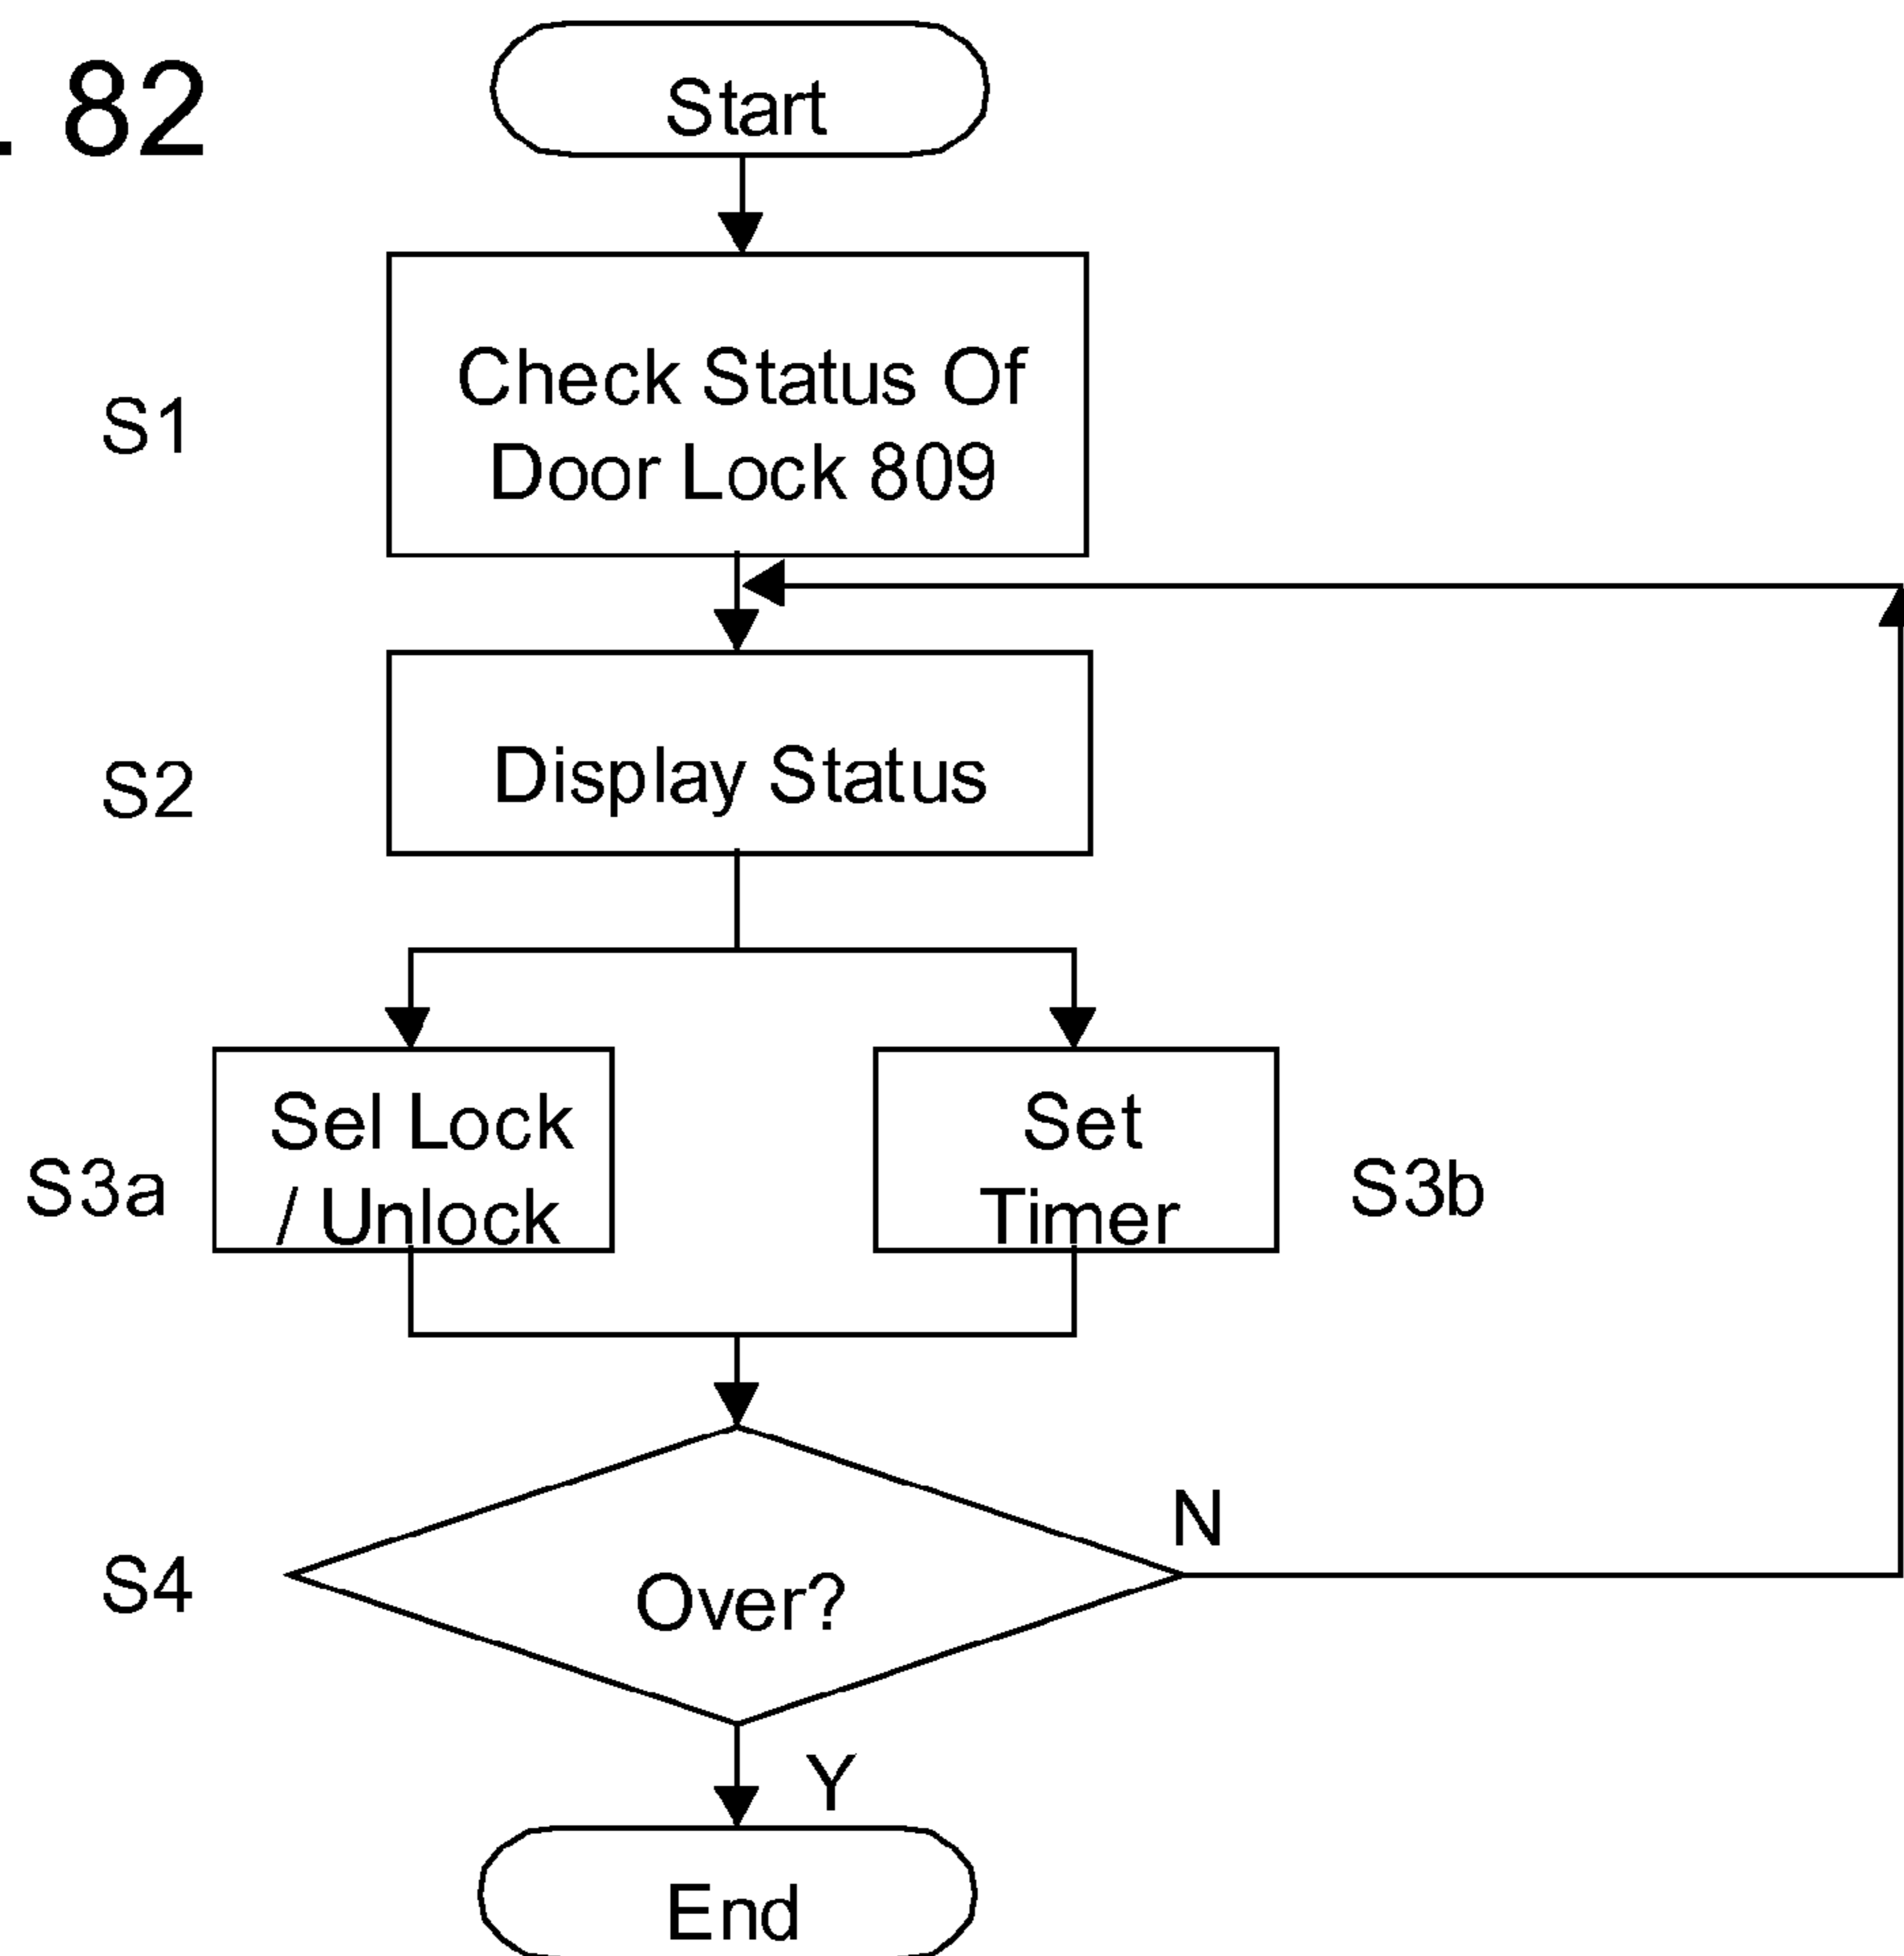 . 82
Start
S1
Check Status Of
Door Lock 809
S2
Display Status
S3a
Sel Lock
/ Unlock
Set
Timer
S3b
S4
Over?
N
Y
End